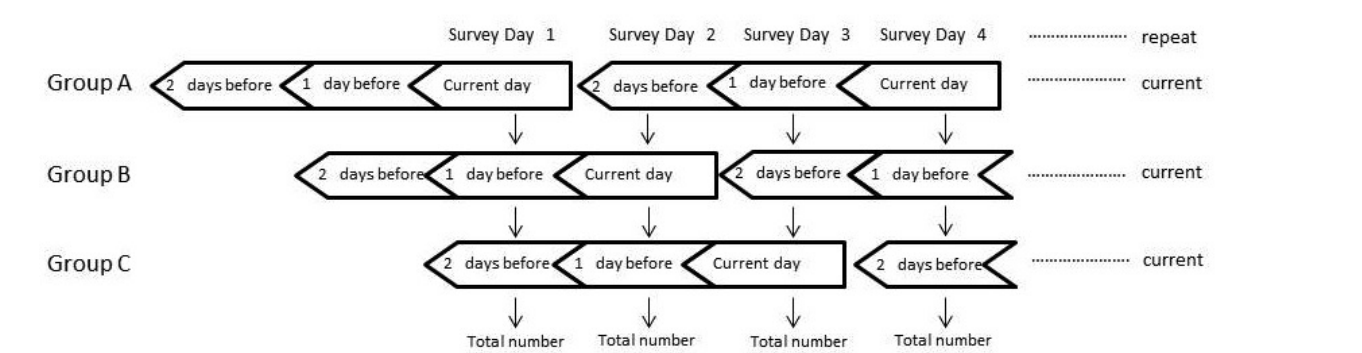 Survey Day 1 Survey Day 2 Survey Day 3 Survey Day 4 repeat
Group A 2 days before 1 day before Current day 2 days before 1 day before Current day current
Group B 2 days before 1 day before Current day 2 days before 1 day before current
Group C 2 days before 1 day before Current day 2 days before current
Total number Total number Total number Total number